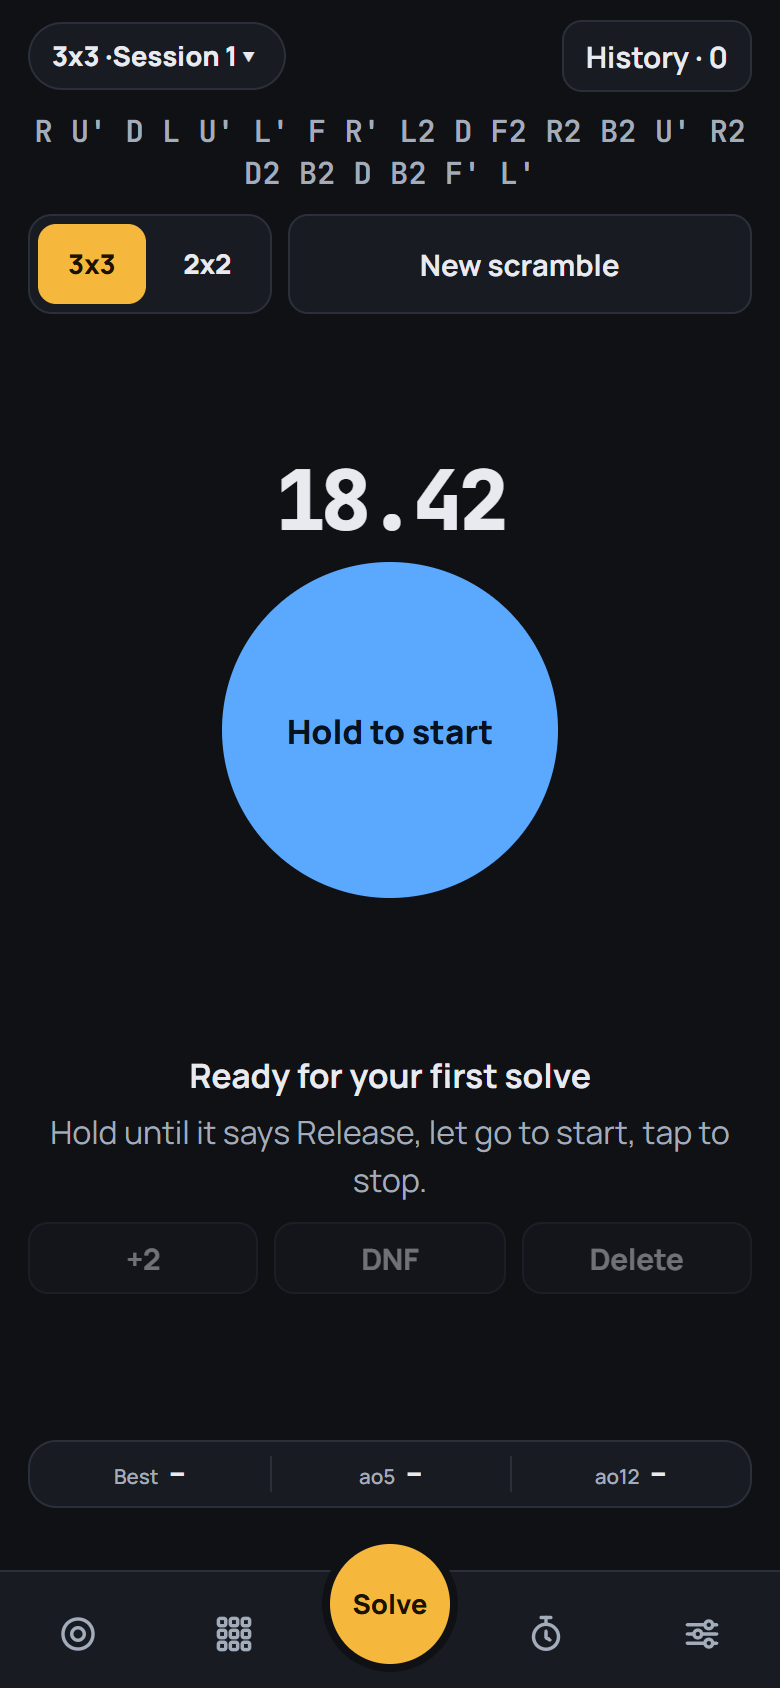 3x3 ·Session 1 ▾
History · 0
R U' D L U' L' F R' L2 D F2 R2 B2 U' R2
D2 B2 D B2 F' L'
3x3
2x2
New scramble
18.42
Hold to start
Ready for your first solve
Hold until it says Release, let go to start, tap to
stop.
+2
DNF
Delete
Best –
ao5 –
ao12 –
Solve